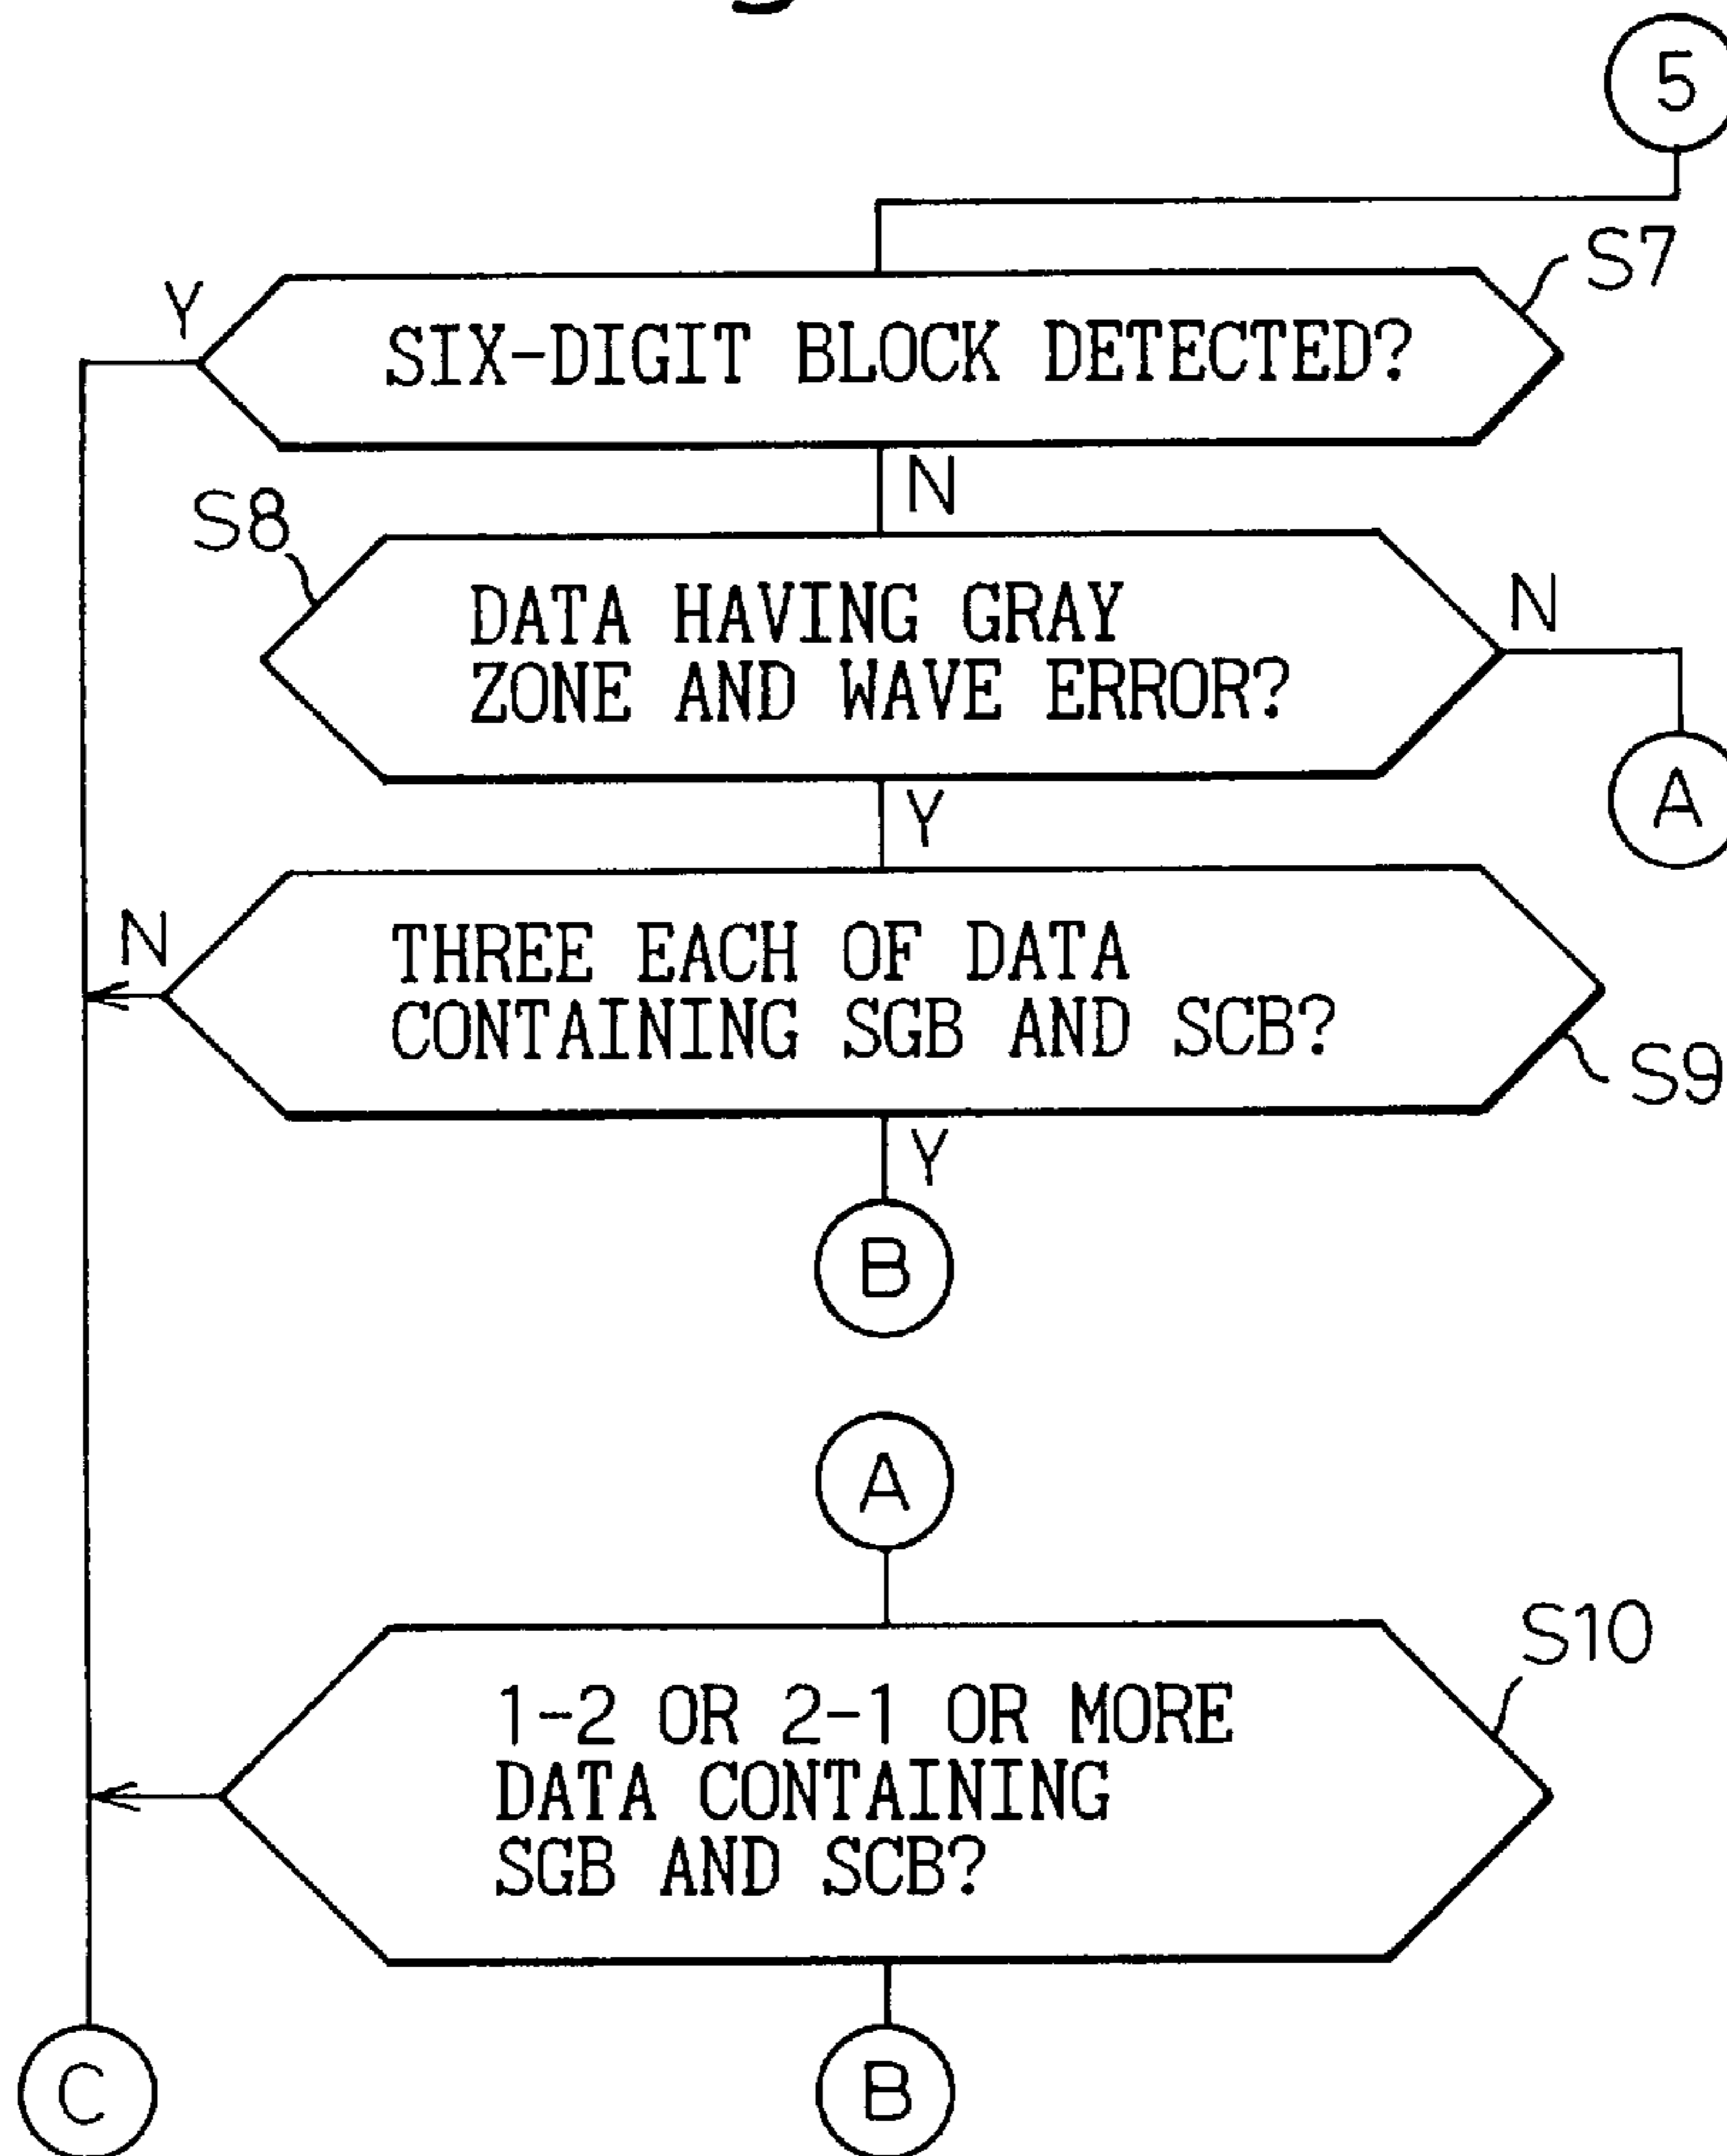 5
S7
Y
SIX-DIGIT BLOCK DETECTED?
N
S8
DATA HAVING GRAY
ZONE AND WAVE ERROR?
N
A
Y
N
THREE EACH OF DATA
CONTAINING SGB AND SCB?
S9
Y
B
A
S10
1-2 OR 2-1 OR MORE
DATA CONTAINING
SGB AND SCB?
C
B